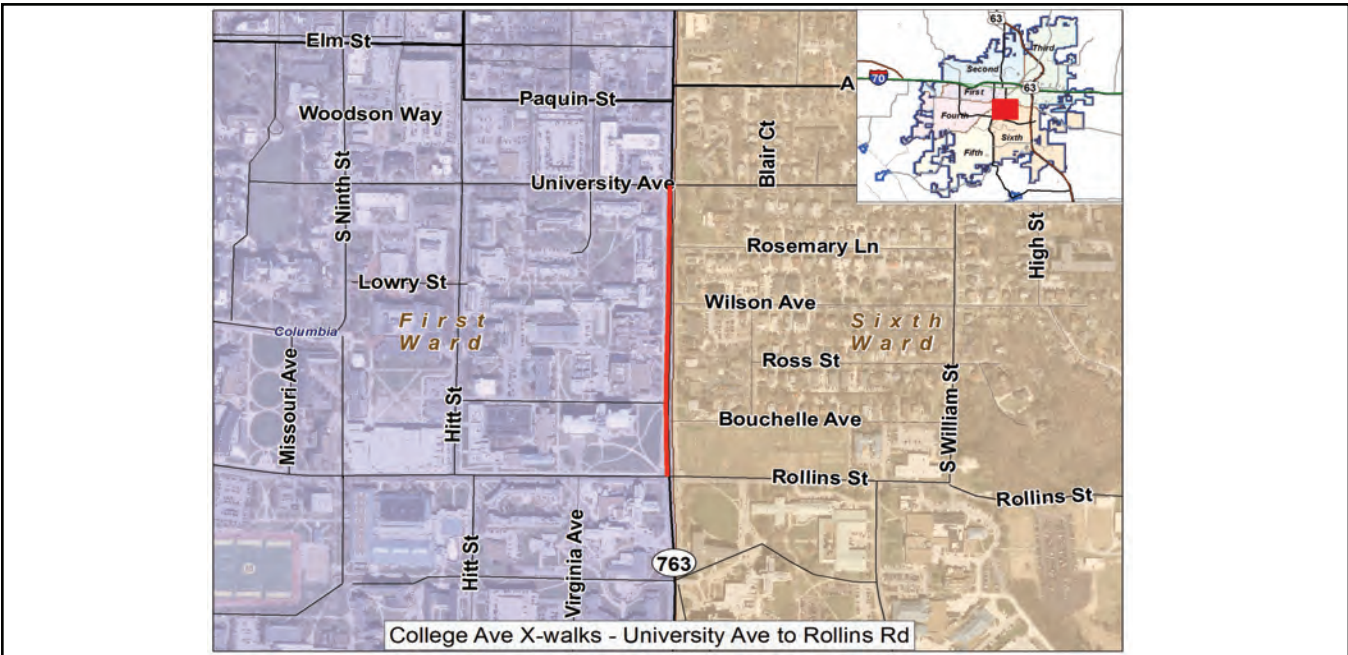 Elm St
Paquin St
Woodson Way
A
Blair Ct
University Ave
S Ninth St
Rosemary Ln
High St
Lowry St
Wilson Ave
Columbia
First
Ward
Sixth
Ward
Ross St
Missouri Ave
Hitt St
Bouchelle Ave
S William St
Rollins St
Rollins St
Hitt St
Virginia Ave
763
College Ave X-walks - University Ave to Rollins Rd
63
Third
Second
70
63
First
Fourth
Sixth
Fifth